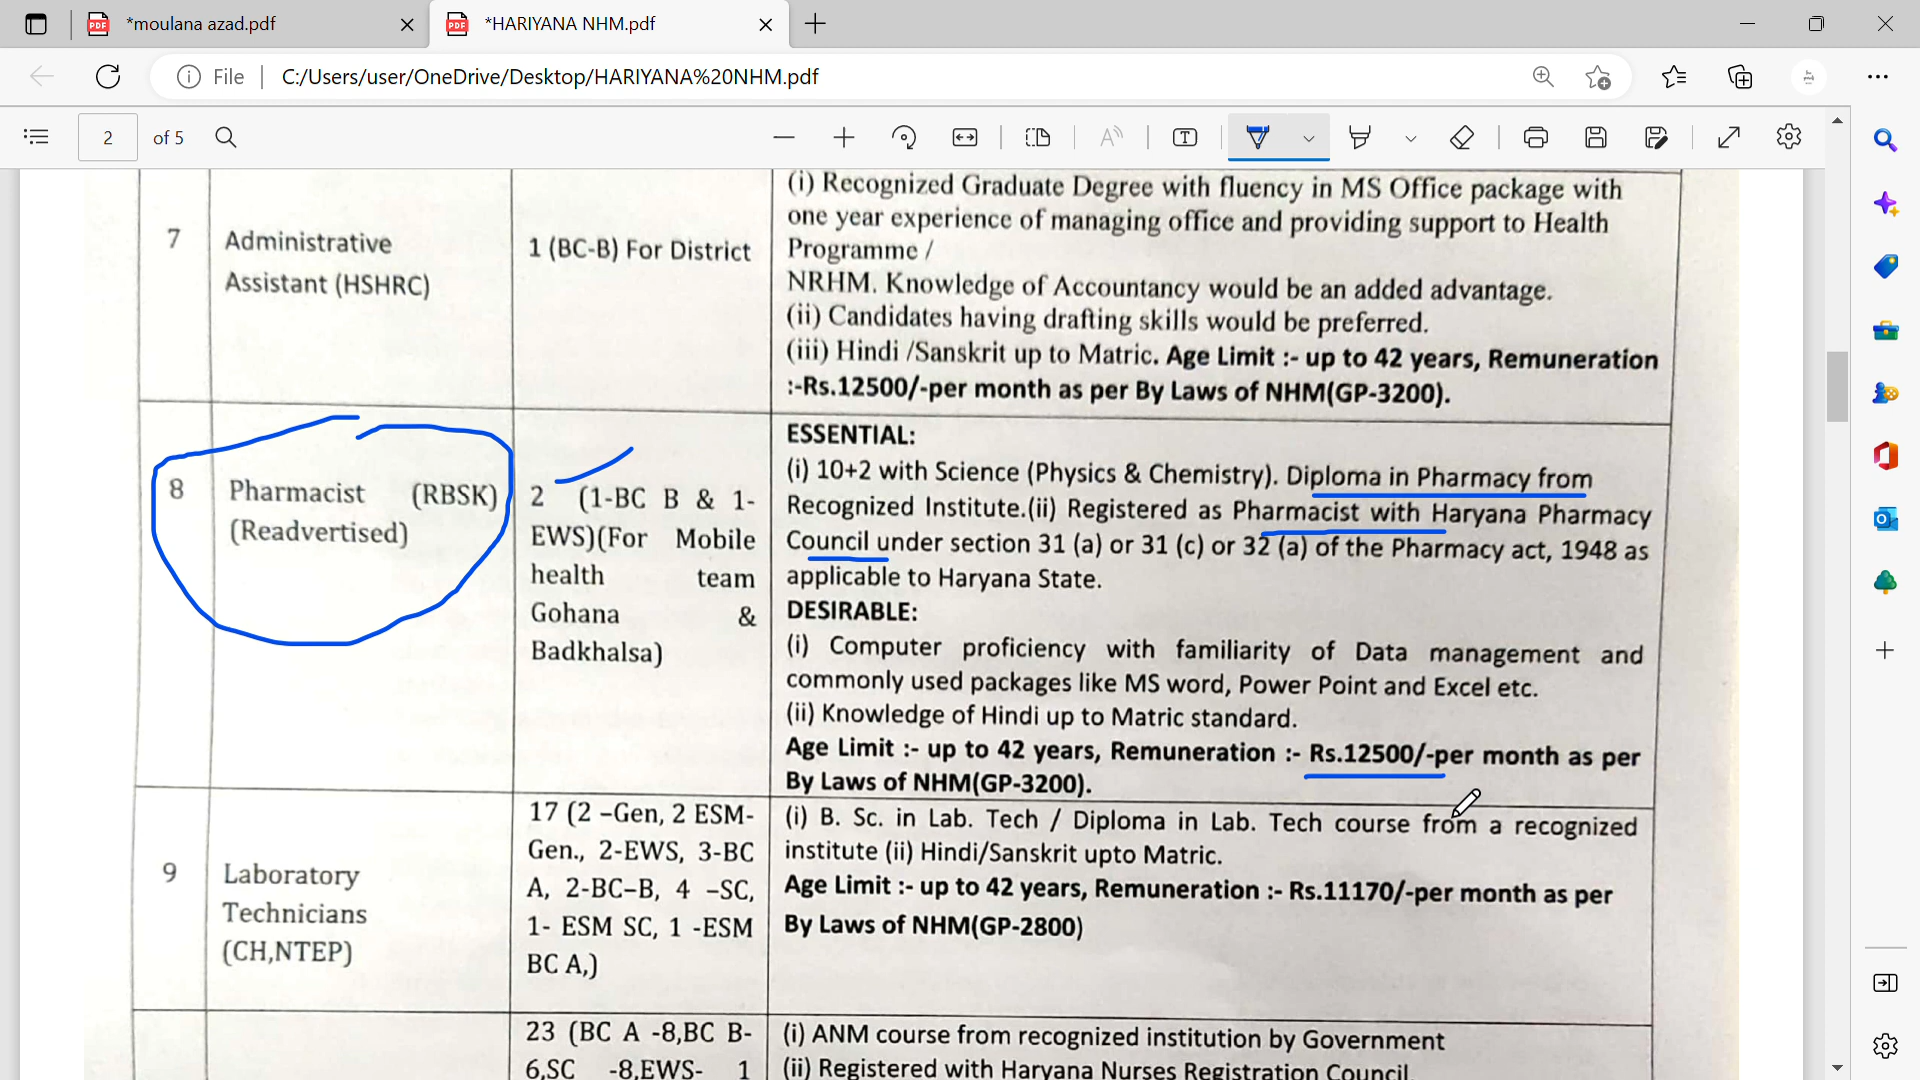 *moulana azad.pdf
*HARIYANA NHM.pdf
File
C:/Users/user/OneDrive/Desktop/HARIYANA%20NHM.pdf
2
of 5
7
Administrative
Assistant (HSHRC)
1 (BC-B) For District
(i) Recognized Graduate Degree with fluency in MS Office package with
one year experience of managing office and providing support to Health
Programme /
NRHM. Knowledge of Accountancy would be an added advantage.
(ii) Candidates having drafting skills would be preferred.
(iii) Hindi /Sanskrit up to Matric. Age Limit :- up to 42 years, Remuneration
:-Rs.12500/-per month as per By Laws of NHM(GP-3200).
8
Pharmacist (RBSK)
(Readvertised)
2 (1-BC B & 1-
EWS)(For Mobile
health team
Gohana &
Badkhalsa)
ESSENTIAL:
(i) 10+2 with Science (Physics & Chemistry). Diploma in Pharmacy from
Recognized Institute.(ii) Registered as Pharmacist with Haryana Pharmacy
Council under section 31 (a) or 31 (c) or 32 (a) of the Pharmacy act, 1948 as
applicable to Haryana State.
DESIRABLE:
(i) Computer proficiency with familiarity of Data management and
commonly used packages like MS word, Power Point and Excel etc.
(ii) Knowledge of Hindi up to Matric standard.
Age Limit :- up to 42 years, Remuneration :- Rs.12500/-per month as per
By Laws of NHM(GP-3200).
9
Laboratory
Technicians
(CH,NTEP)
17 (2 –Gen, 2 ESM-
Gen., 2-EWS, 3-BC
A, 2-BC–B, 4 –SC,
1- ESM SC, 1 -ESM
BC A,)
(i) B. Sc. in Lab. Tech / Diploma in Lab. Tech course from a recognized
institute (ii) Hindi/Sanskrit upto Matric.
Age Limit :- up to 42 years, Remuneration :- Rs.11170/-per month as per
By Laws of NHM(GP-2800)
23 (BC A -8,BC B-
6,SC -8,EWS- 1
(i) ANM course from recognized institution by Government
(ii) Registered with Haryana Nurses Registration Council